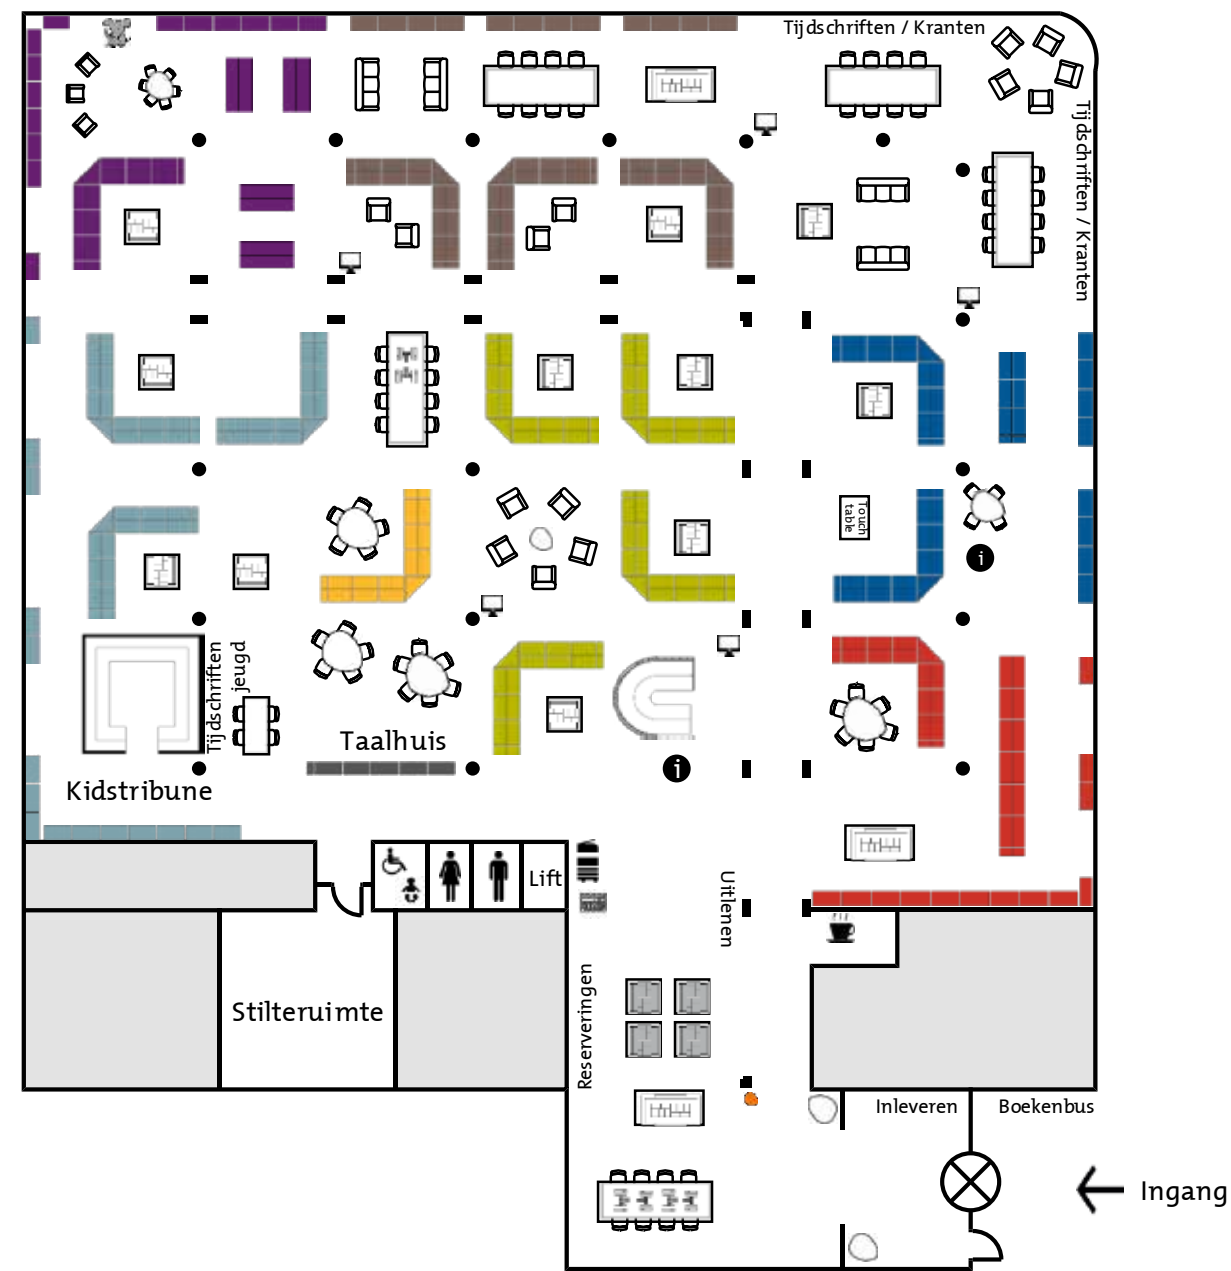 Tijdschriften / Kranten
Tijdschriften / Kranten
Touch
table
i
Tijdschriften
jeugd
Taalhuis
i
Kidstribune
Lift
Uitlenen
Stilteruimte
Reserveringen
Inleveren
Boekenbus
Ingang